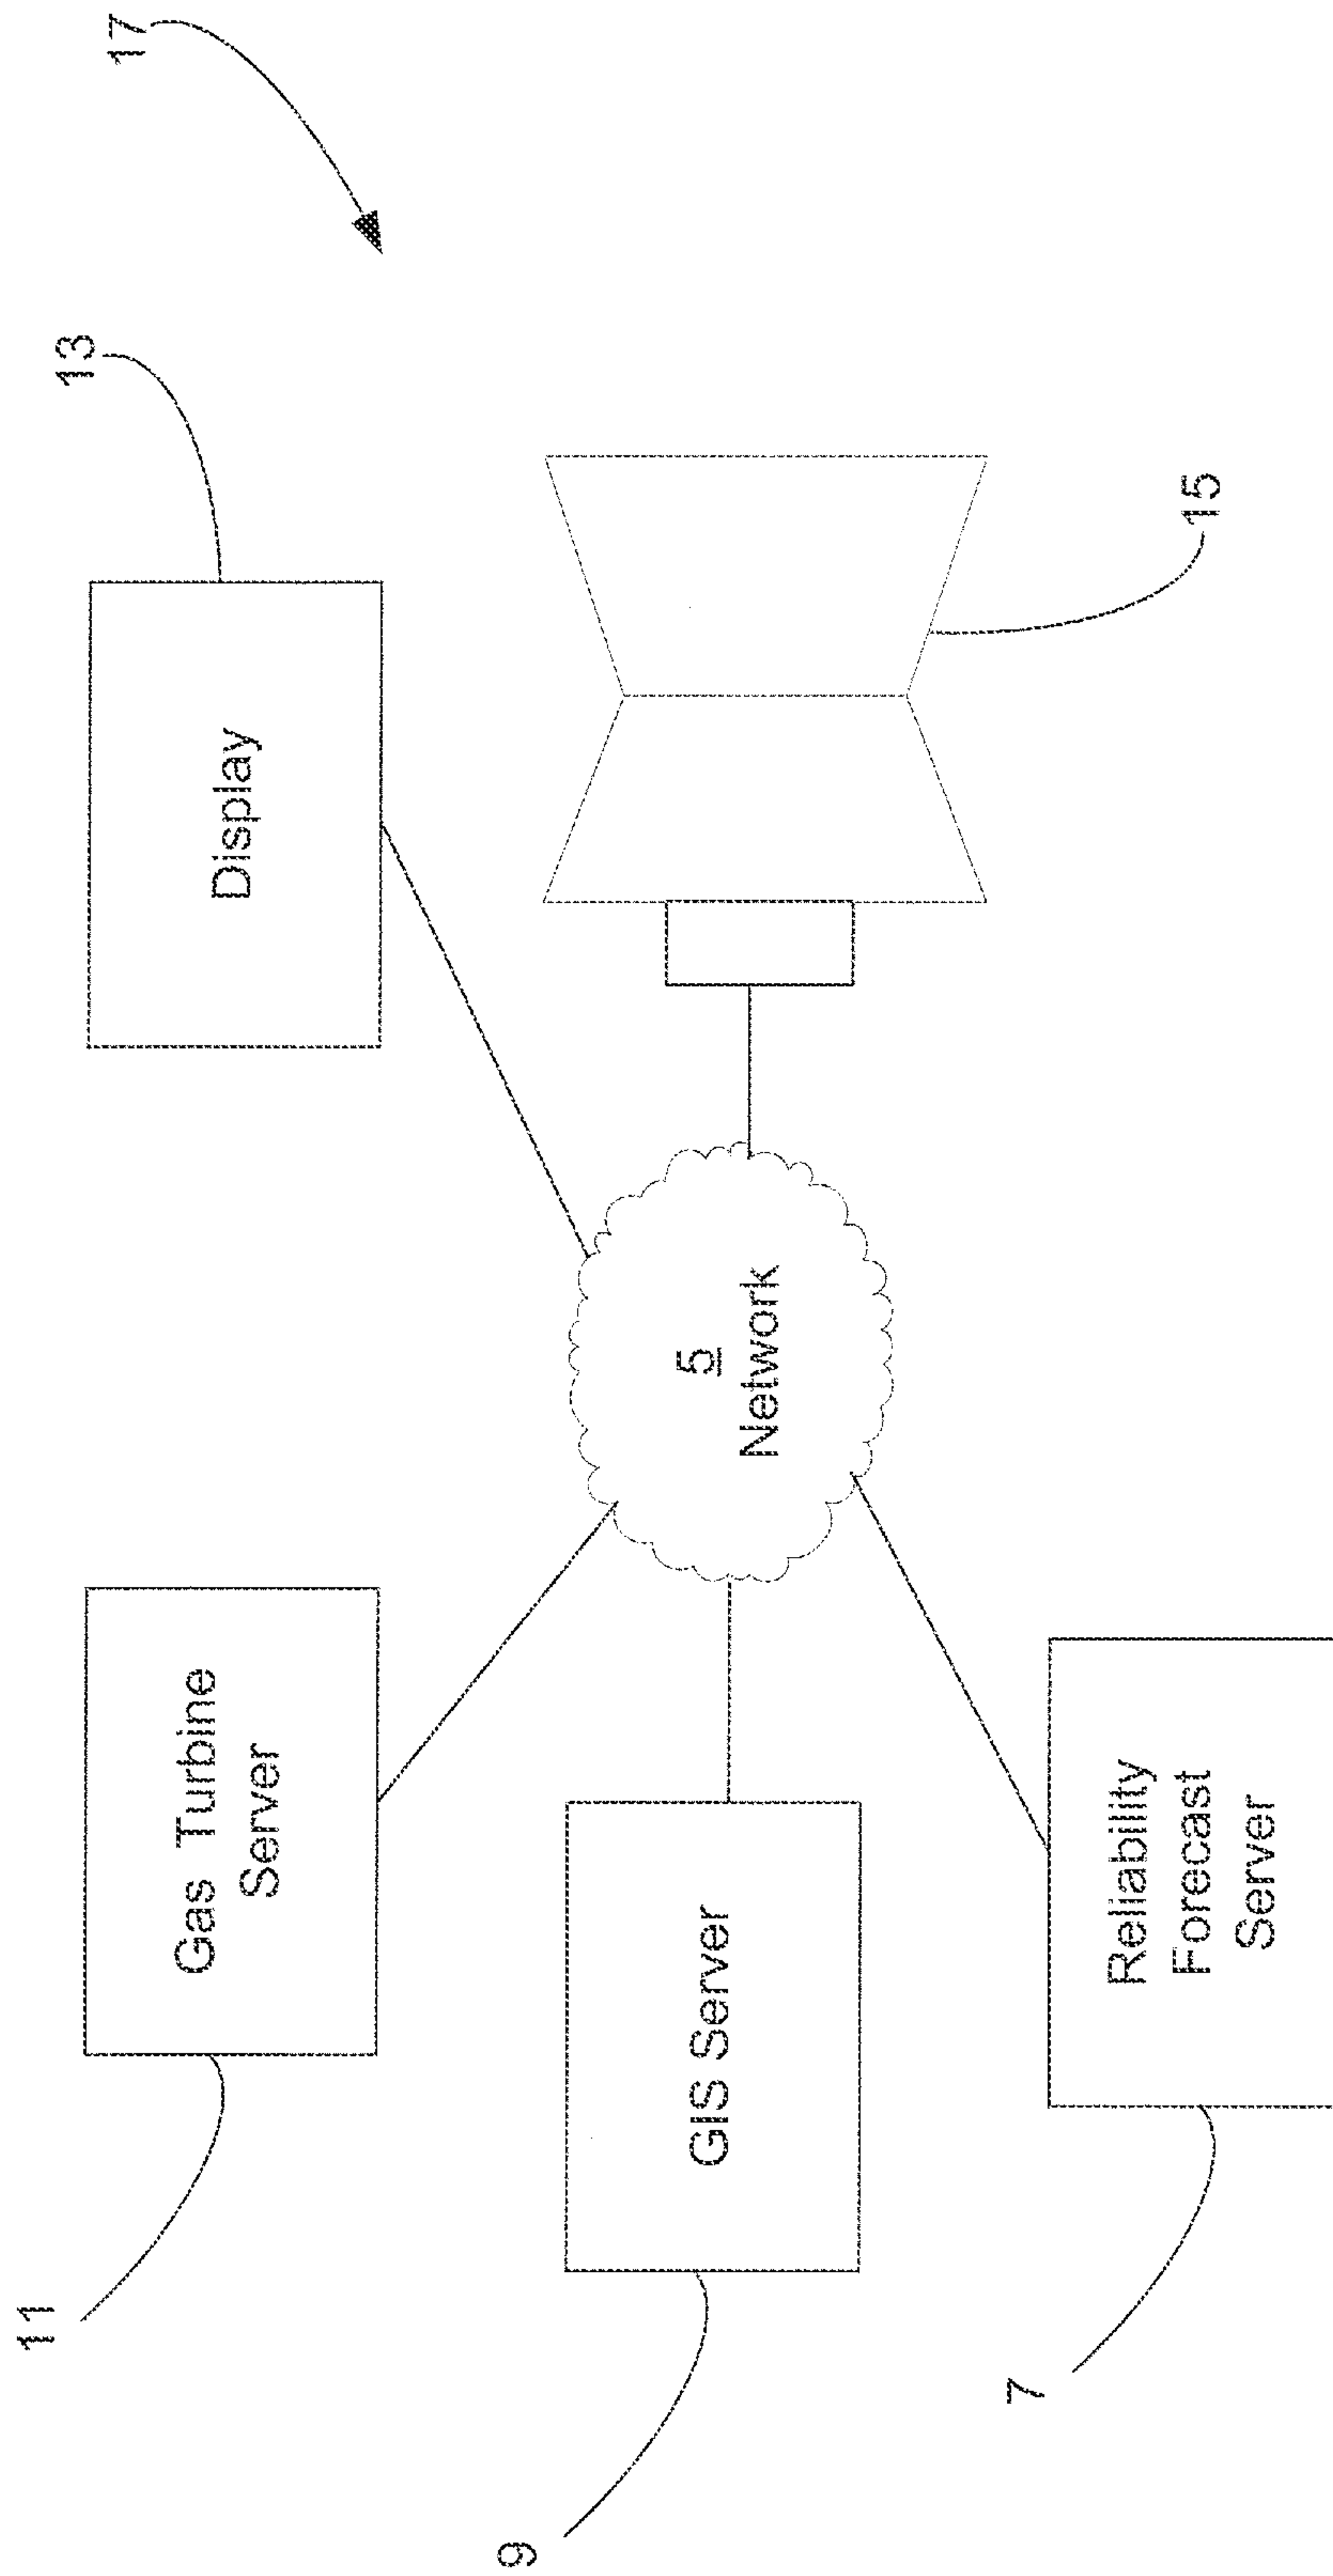 11
Gas Turbine
Server
13
Display
17
9
GIS Server
5
Network
15
7
Reliability
Forecast
Server